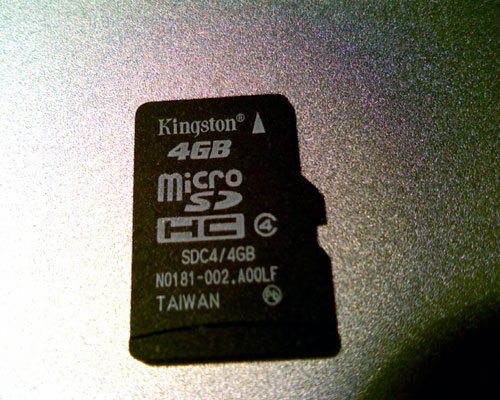 Kingston®
4GB
micro
SD
HC 4
SDC4/4GB
N0181-002.A00LF
TAIWAN